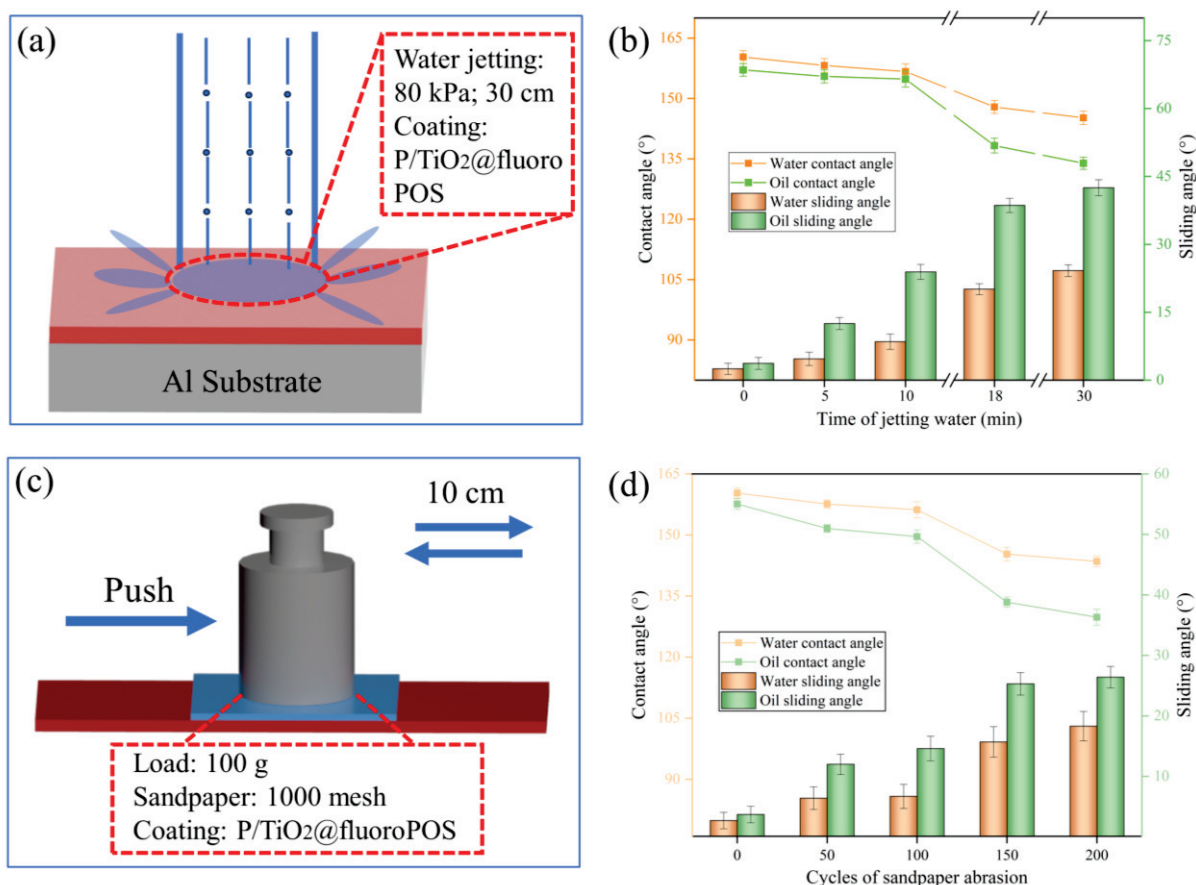 (a)
Water jetting:
80 kPa; 30 cm
Coating:
P/TiO2@fluoro
POS
Al Substrate
(b)
Contact angle (°)
165
150
135
120
105
90
Water contact angle
Oil contact angle
Water sliding angle
Oil sliding angle
75
60
45
30
15
0
Sliding angle (°)
0 5 10 18 30
Time of jetting water (min)
(c)
10 cm
Push
Load: 100 g
Sandpaper: 1000 mesh
Coating: P/TiO2@fluoroPOS
(d)
Contact angle (°)
165
150
135
120
105
90
Water contact angle
Oil contact angle
Water sliding angle
Oil sliding angle
60
50
40
30
20
10
Sliding angle (°)
0 50 100 150 200
Cycles of sandpaper abrasion